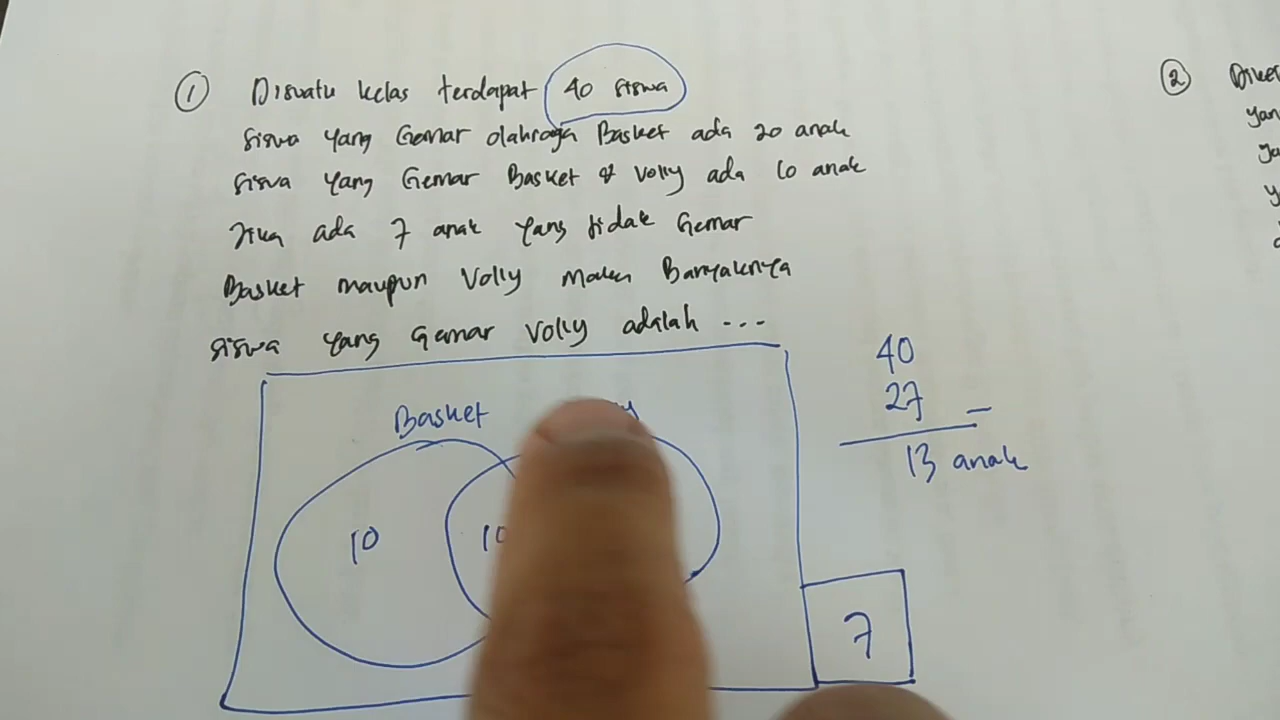 ① Disuatu kelas terdapat 40 siswa
siswa yang Gemar olahraga Basket ada 20 anak
siswa yang Gemar Basket & Volly ada 10 anak
Jika ada 7 anak yang tidak Gemar
Basket maupun Volly maka Banyaknya
siswa yang Gemar Volly adalah ...
Basket
10
10
7
40
27 -
13 anak
②